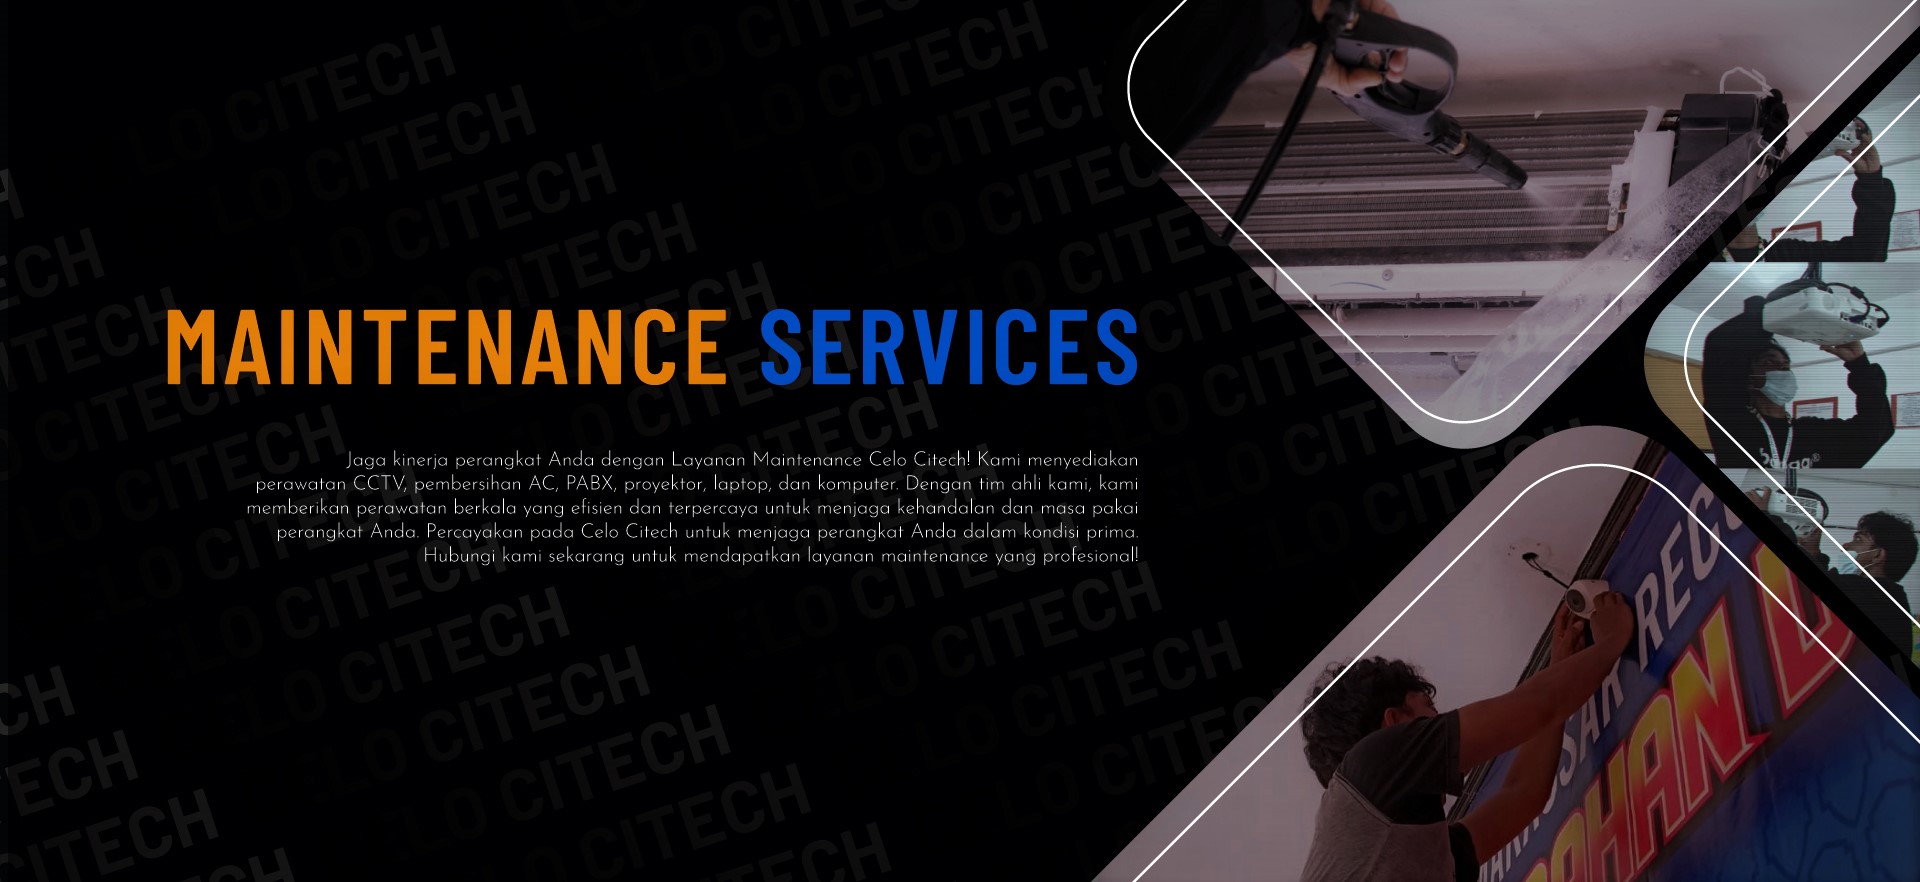 MAINTENANCE SERVICES
Jaga kinerja perangkat Anda dengan Layanan Maintenance Celo Citech! Kami menyediakan
perawatan CCTV, pembersihan AC, PABX, proyektor, laptop, dan komputer. Dengan tim ahli kami, kami
memberikan perawatan berkala yang efisien dan terpercaya untuk menjaga kehandalan dan masa pakai
perangkat Anda. Percayakan pada Celo Citech untuk menjaga perangkat Anda dalam kondisi prima.
Hubungi kami sekarang untuk mendapatkan layanan maintenance yang profesional!
LO CITECH